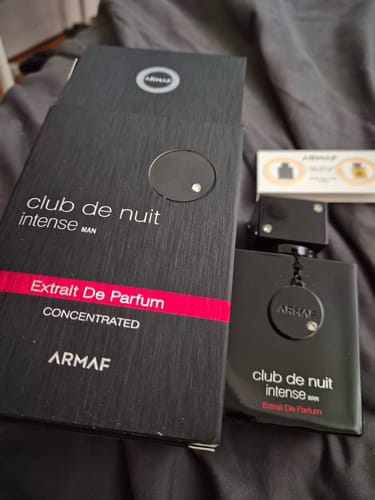 ARMAF
club de nuit
intense MAN
Extrait De Parfum
CONCENTRATED
ARMAF
ARMAF
ARMAF
club de nuit
intense MAN
Extrait De Parfum